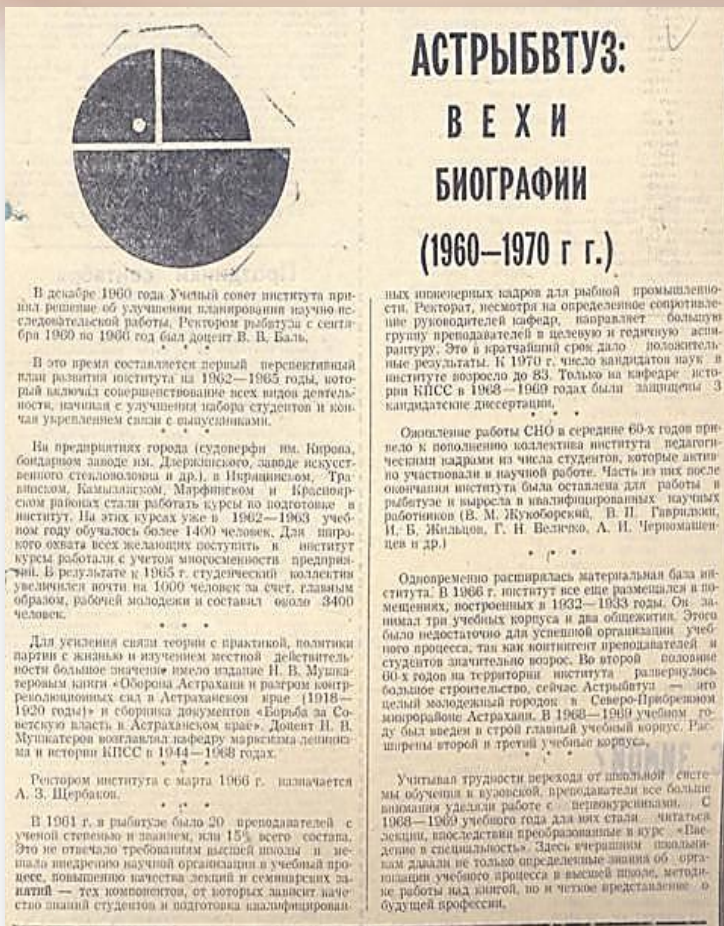 АСТРЫБВТУЗ:
ВЕХИ
БИОГРАФИИ
(1960—1970 г г.)
В декабре 1960 года Ученый совет института при-
нял решение об улучшении планирования научно-ис-
следовательской работы. Ректором рыбвтуза с сентя-
бря 1960 по 1966 год был доцент В. В. Баль.
* * *
В это время составляется первый перспективный
план развития института на 1962—1965 годы, кото-
рый включал совершенствование всех видов деятель-
ности, начиная с улучшения набора студентов и кон-
чая укреплением связи с выпускниками.
* * *
На предприятиях города (судоверфи им. Кирова,
бондарном заводе им. Дзержинского, заводе искусст-
венного стекловолокна и др.), в Икрянинском, Тра-
винском, Камызякском, Марфинском и Краснояр-
ском районах стали работать курсы по подготовке в
институт. На этих курсах уже в 1962—1963 учеб-
ном году обучалось более 1400 человек. Для широ-
кого охвата всех желающих поступить в институт
курсы работали с учетом многосменности предприя-
тий. В результате к 1965 г. студенческий коллектив
увеличился почти на 1000 человек за счет, главным
образом, рабочей молодежи и составил около 3400
человек.
* * *
Для усиления связи теории с практикой, политики
партии с жизнью и изучением местной действитель-
ности большое значение имело издание Н. В. Мушка-
теровым книги «Оборона Астрахани и разгром контр-
революционных сил в Астраханском крае (1918—
1920 годы)» и сборника документов «Борьба за Со-
ветскую власть в Астраханском крае». Доцент Н. В.
Мушкатеров возглавлял кафедру марксизма-лениниз-
ма и истории КПСС в 1944—1968 годах.
* * *
Ректором института с марта 1966 г. назначается
А. З. Щербаков.
* * *
В 1961 г. в рыбвтузе было 20 преподавателей с
ученой степенью и званием, или 15% всего состава.
Это не отвечало требованиям высшей школы и ме-
шало внедрению научной организации в учебный про-
цесс, повышению качества лекций и семинарских за-
нятий — тех компонентов, от которых зависит каче-
ство знаний студентов и подготовка квалифицирован-
ных инженерных кадров для рыбной промышленно-
сти. Ректорат, несмотря на определенное сопротивле-
ние руководителей кафедр, направляет большую
группу преподавателей в целевую и годичную аспи-
рантуру. Это в кратчайший срок дало положитель-
ные результаты. К 1970 г. число кандидатов наук в
институте возросло до 83. Только на кафедре исто-
рии КПСС в 1968—1969 годах были защищены 3
кандидатские диссертации.
* * *
Оживление работы СНО в середине 60-х годов при-
вело к пополнению коллектива института педагоги-
ческими кадрами из числа студентов, которые актив-
но участвовали в научной работе. Часть из них после
окончания института была оставлена для работы в
рыбвтузе и выросла в квалифицированных научных
работников (В. М. Жукоборский, В. П. Гаврилкин,
И. Б. Жильцов, Г. Н. Величко, А. И. Черномашен-
цев и др.)
* * *
Одновременно расширялась материальная база ин-
ститута. В 1966 г. институт все еще размещался в по-
мещениях, построенных в 1932—1933 годы. Он за-
нимал три учебных корпуса и два общежития. Этого
было недостаточно для успешной организации учеб-
ного процесса, так как контингент преподавателей и
студентов значительно возрос. Во второй половине
60-х годов на территории института развернулось
большое строительство, сейчас Астрыбвтуз — это
целый молодежный городок в Северо-Прибрежном
микрорайоне Астрахани. В 1968—1969 учебном го-
ду был введен в строй главный учебный корпус. Рас-
ширены второй и третий учебные корпуса.
* * *
Учитывая трудности перехода от школьной систе-
мы обучения к вузовской, преподаватели все больше
внимания уделяли работе с первокурсниками. С
1968—1969 учебного года для них стали читаться
лекции, впоследствии преобразованные в курс «Вве-
дение в специальность». Здесь вчерашним школьни-
кам давали не только определенные знания об орга-
низации учебного процесса в высшей школе, методи-
ке работы над книгой, но и четкое представление о
будущей профессии.